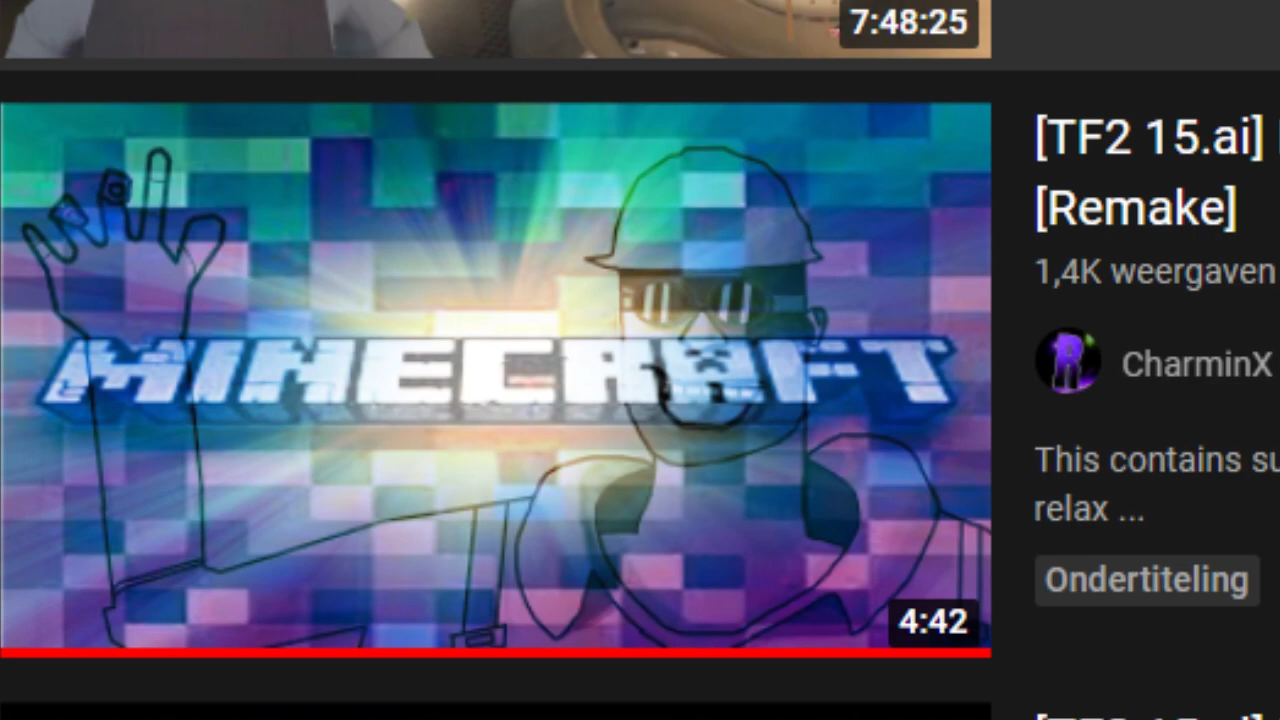 7:48:25
[TF2 15.ai]
[Remake]
1,4K weergaven
MINECRAFT
CharminX
This contains su
relax ...
Ondertiteling
4:42